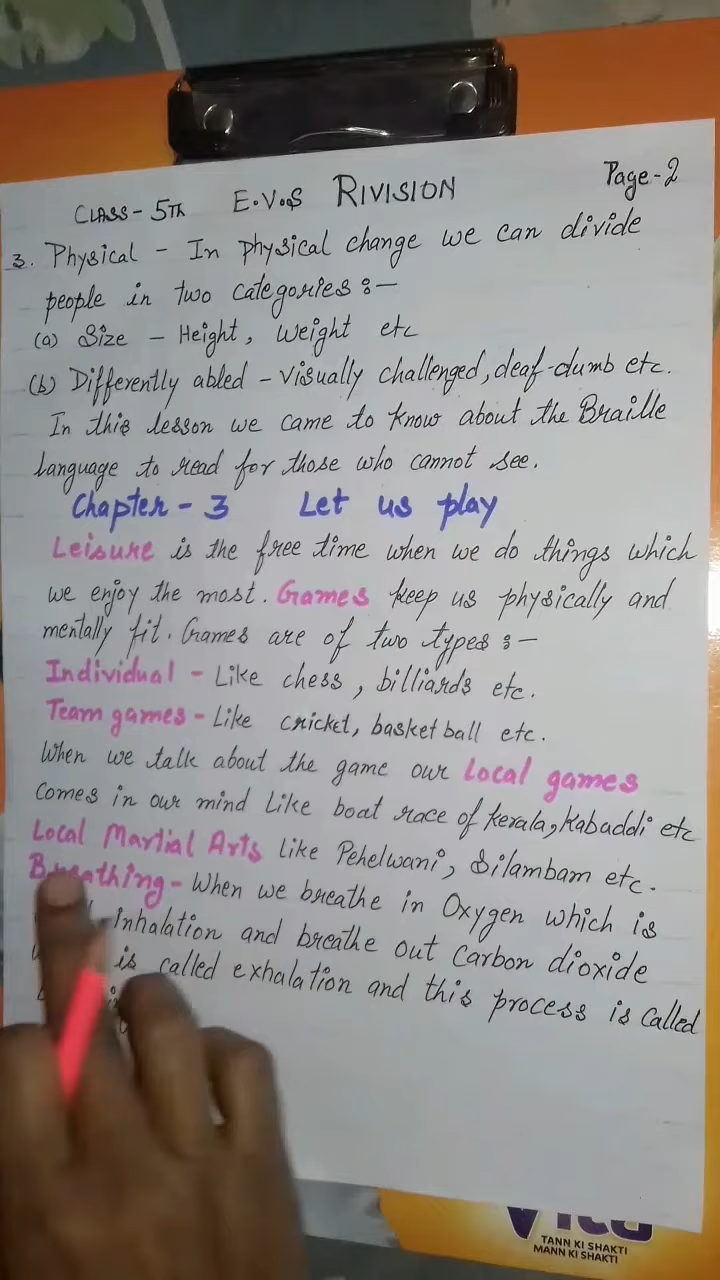 CLASS - 5TH E.V.S RIVISION Page-2
3. Physical - In physical change we can divide
people in two categories :-
(a) Size - Height, Weight etc
(b) Differently abled - Visually challenged, deaf-dumb etc.
In this lesson we came to know about the Braille
language to read for those who cannot see.
Chapter - 3 Let us play
Leisure is the free time when we do things which
we enjoy the most. Games keep us physically and
mentally fit. Games are of two types :-
Individual - Like chess, billiards etc.
Team games - Like cricket, basket ball etc.
When we talk about the game our Local games
comes in our mind like boat race of Kerala, Kabaddi etc
Local Martial Arts like Pehelwani, Silambam etc.
Breathing - When we breathe in Oxygen which is
inhalation and breathe out Carbon dioxide
is called exhalation and this process is called
TANN KI SHAKTI
MANN KI SHAKTI